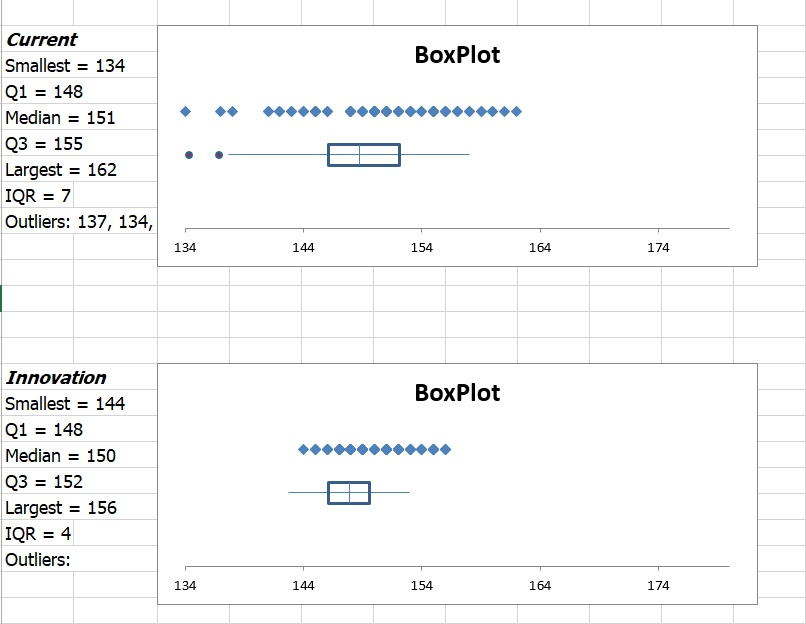 Current
BoxPlot
Smallest = 134
Q1 = 148
Median = 151
Q3 = 155
Largest = 162
IQR = 7
Outliers: 137, 134,
134 144 154 164 174
Innovation
BoxPlot
Smallest = 144
Q1 = 148
Median = 150
Q3 = 152
Largest = 156
IQR = 4
Outliers:
134 144 154 164 174